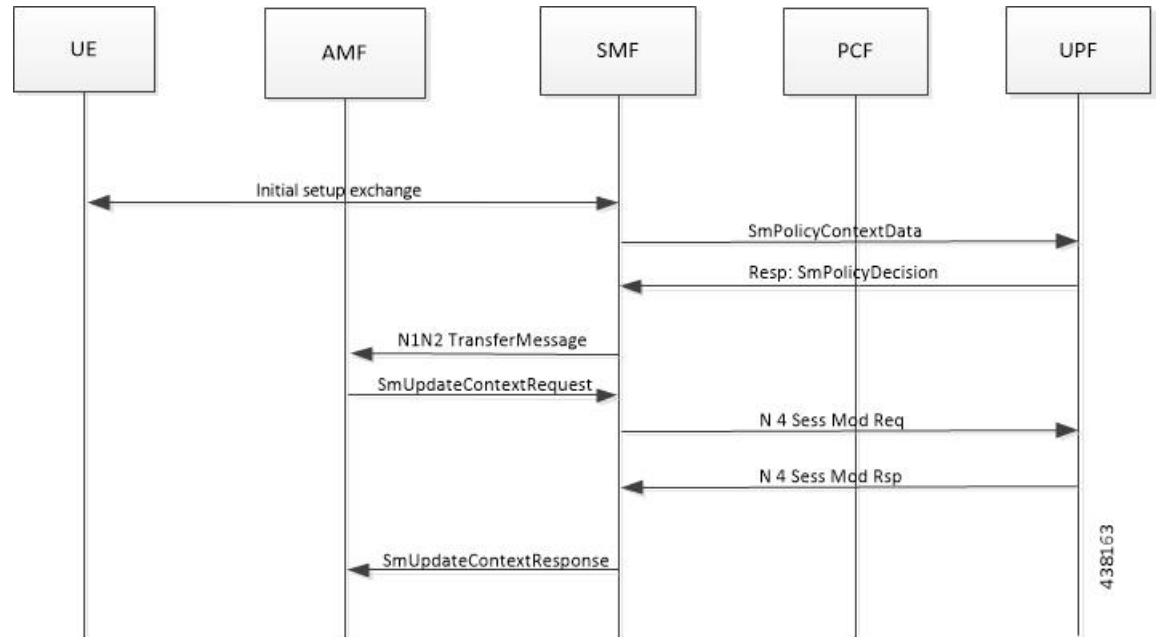 UE
AMF
SMF
PCF
UPF
Initial setup exchange
SmPolicyContextData
Resp: SmPolicyDecision
N1N2 TransferMessage
SmUpdateContextRequest
N 4 Sess Mod Req
N 4 Sess Mod Rsp
SmUpdateContextResponse
438163